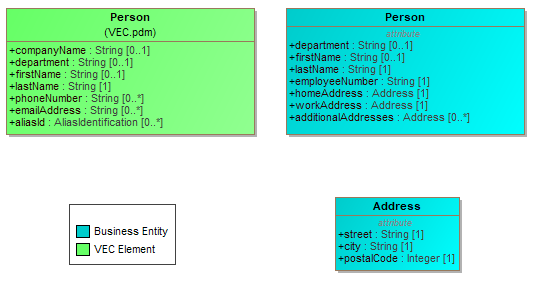 Person
(VEC.pdm)
+companyName : String [0..1]
+department : String [0..1]
+firstName : String [0..1]
+lastName : String [1]
+phoneNumber : String [0..*]
+emailAddress : String [0..*]
+aliasId : AliasIdentification [0..*]
Person
attribute
+department : String [0..1]
+firstName : String [0..1]
+lastName : String [1]
+employeeNumber : String [1]
+homeAddress : Address [1]
+workAddress : Address [1]
+additionalAddresses : Address [0..*]
Business Entity
VEC Element
Address
attribute
+street : String [1]
+city : String [1]
+postalCode : Integer [1]